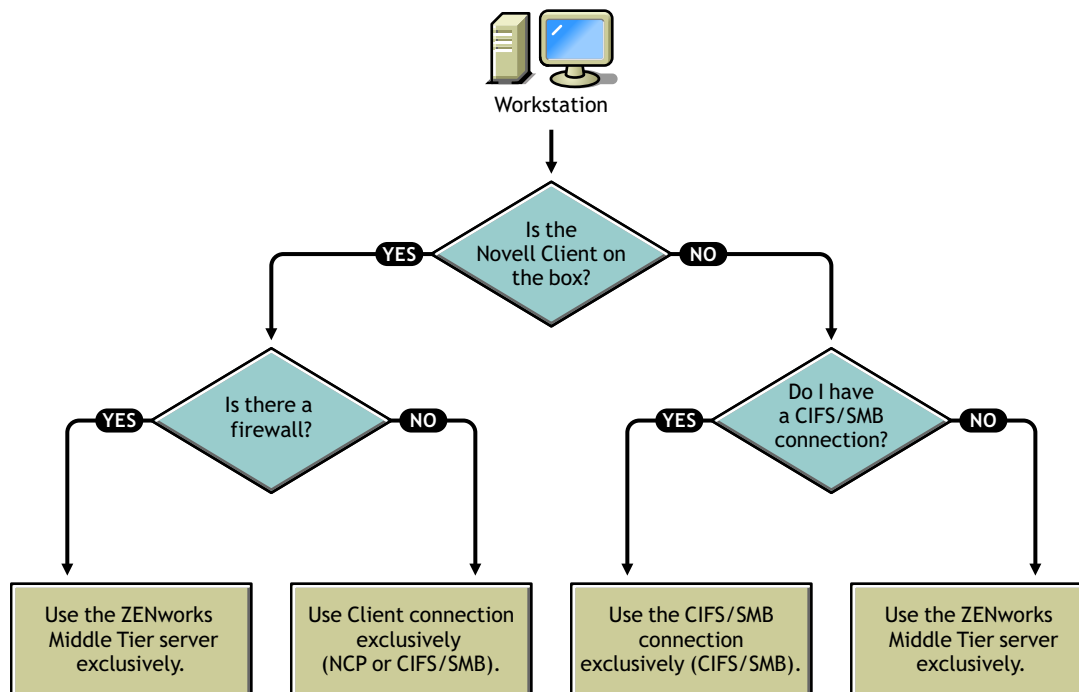 Workstation
Is the
Novell Client on
the box?
YES
NO
Is there a
firewall?
YES
NO
Do I have
a CIFS/SMB
connection?
YES
NO
Use the ZENworks
Middle Tier server
exclusively.
Use Client connection
exclusively
(NCP or CIFS/SMB).
Use the CIFS/SMB
connection
exclusively (CIFS/SMB).
Use the ZENworks
Middle Tier server
exclusively.